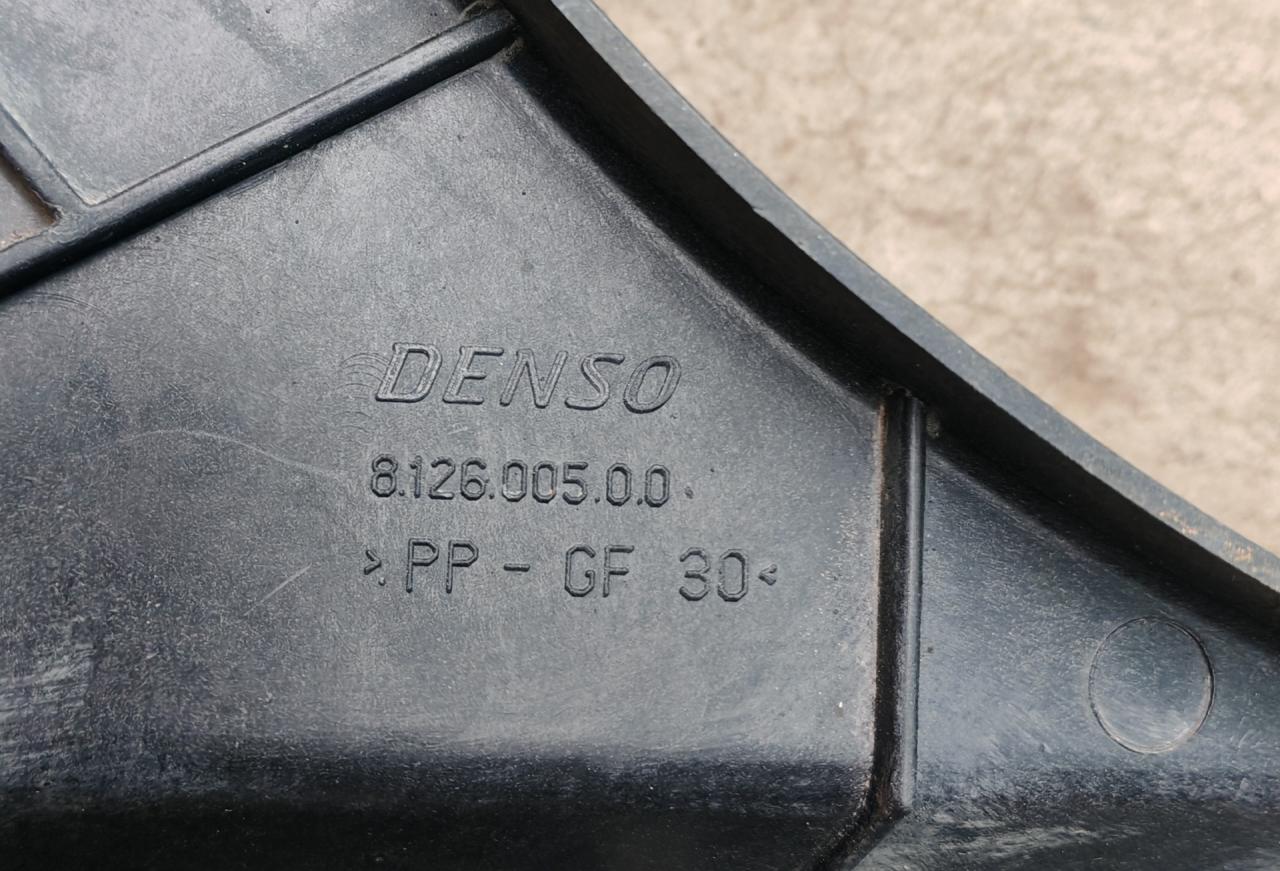 DENSO
8.126.005.0.0
>PP - GF 30<